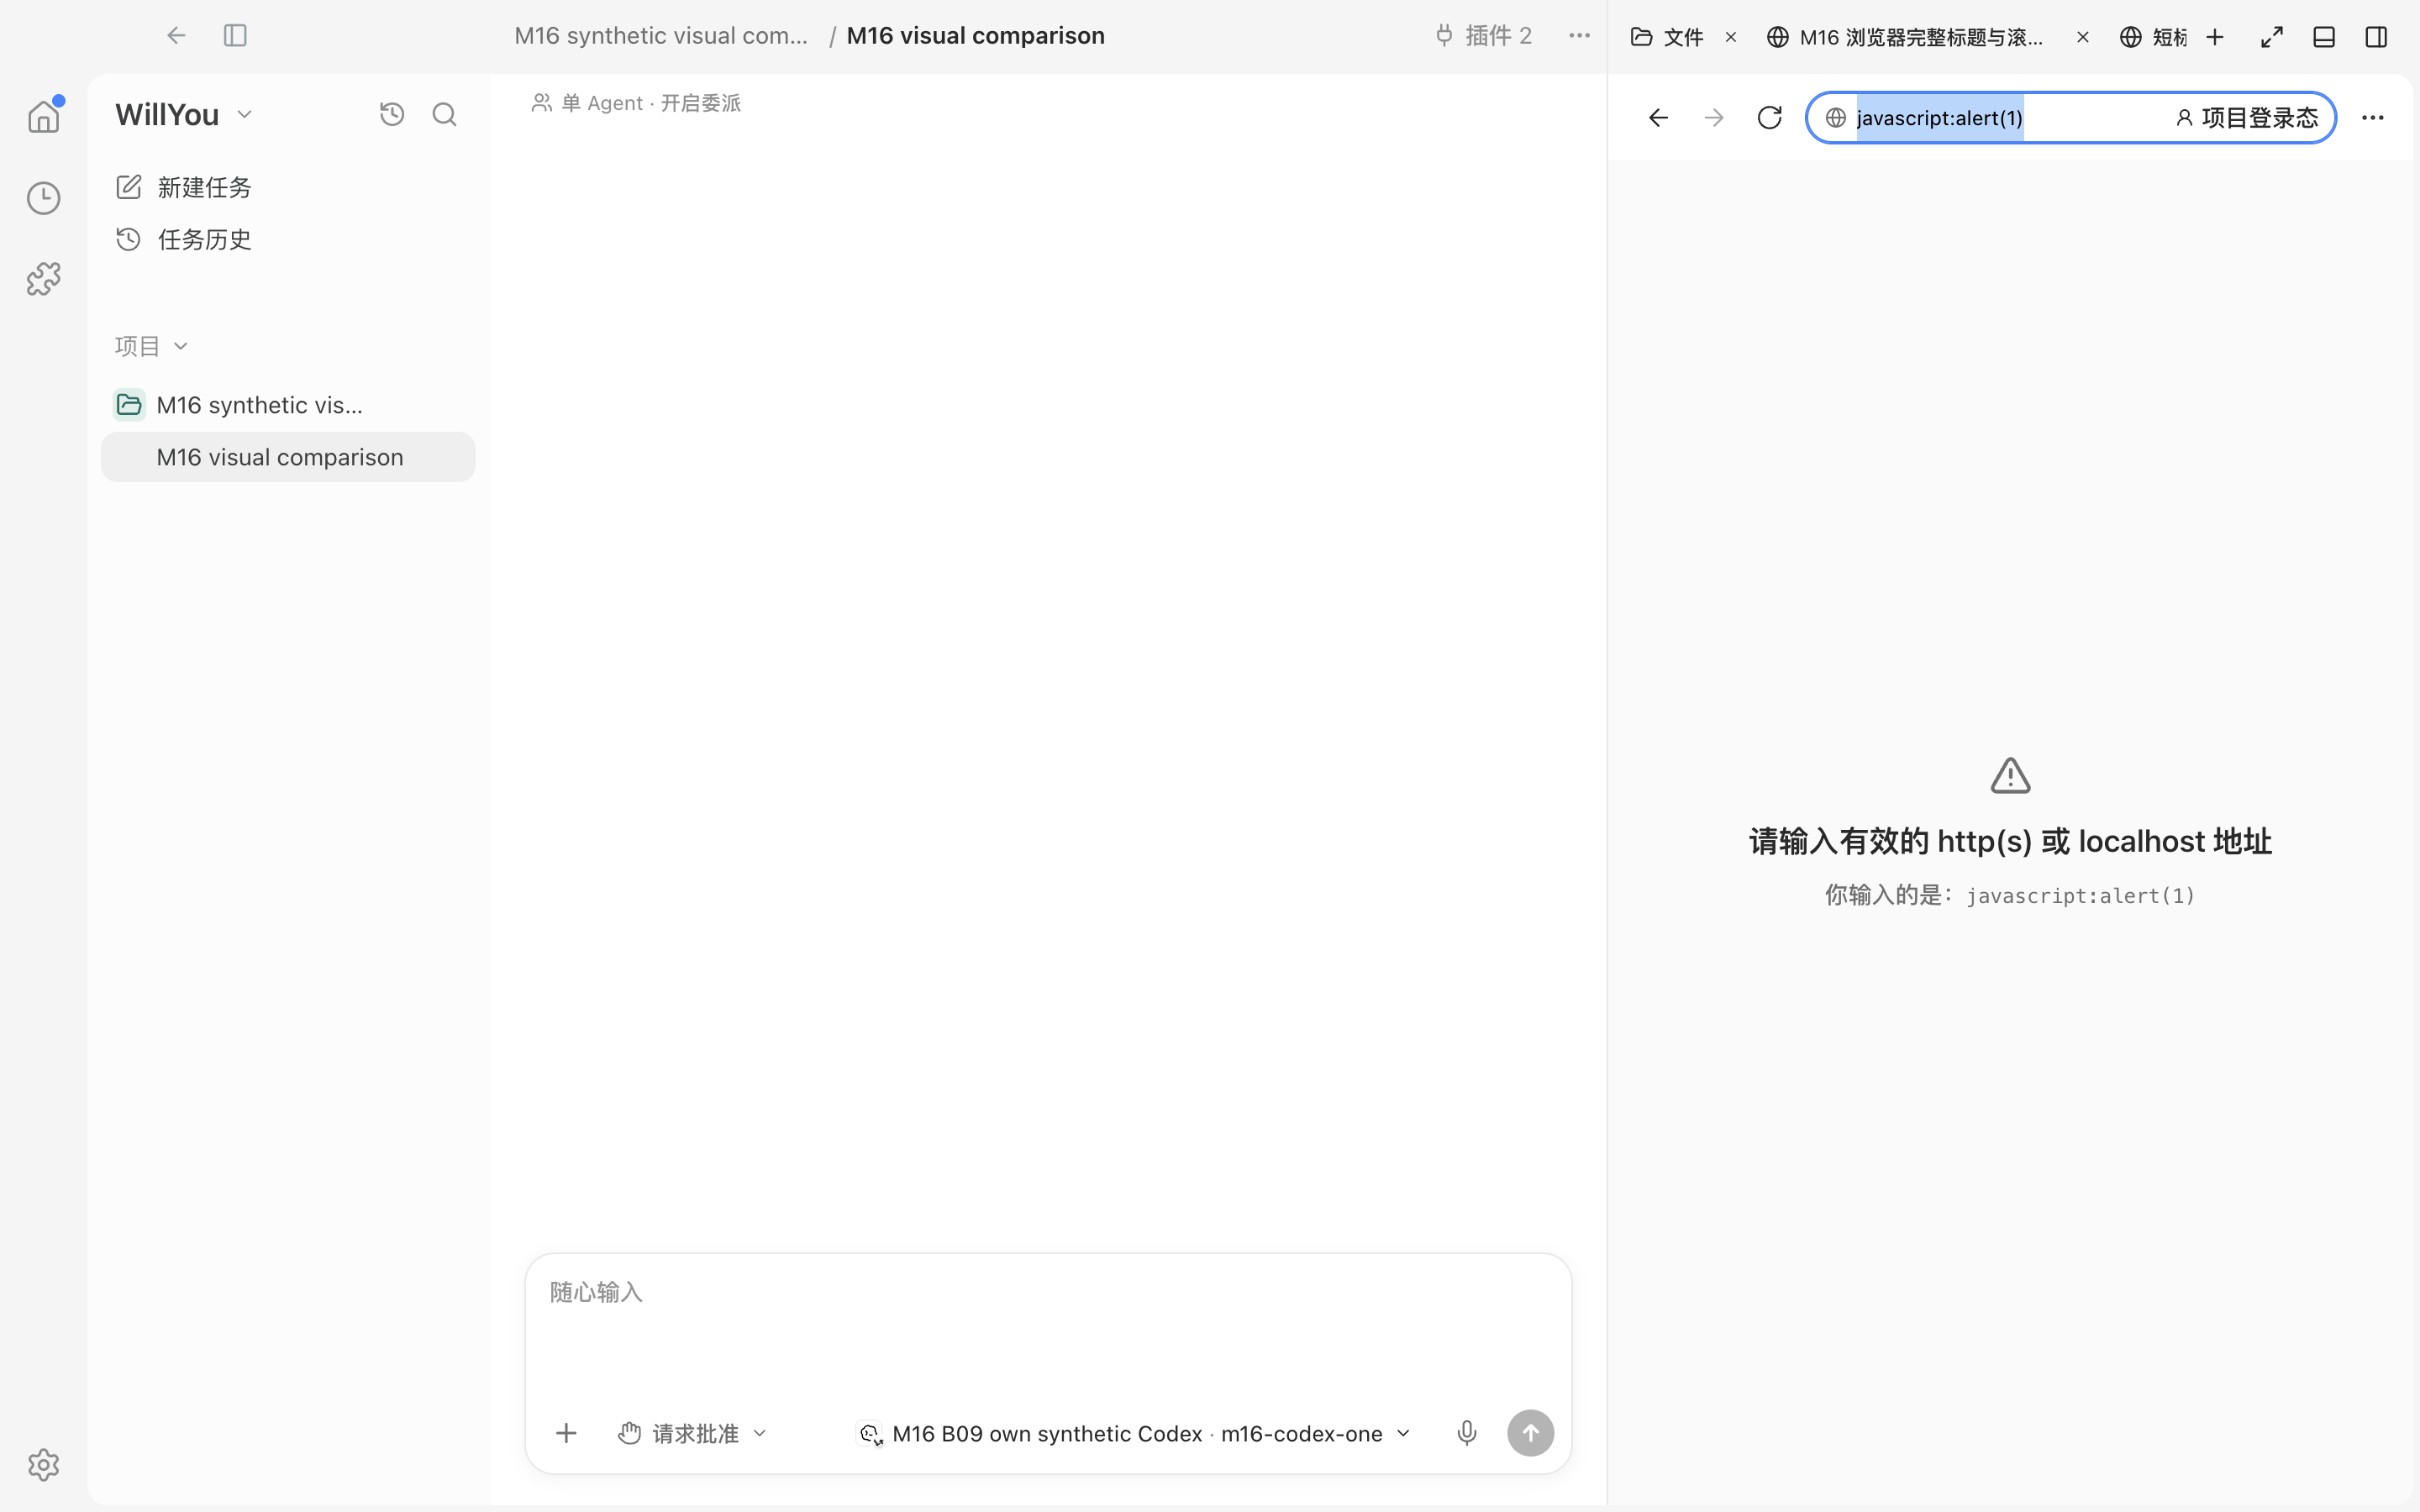 M16 synthetic visual com... / M16 visual comparison
插件 2
文件
M16 浏览器完整标题与滚...
短标
WillYou
新建任务
任务历史
项目
M16 synthetic vis...
M16 visual comparison
单 Agent · 开启委派
javascript:alert(1)
项目登录态
请输入有效的 http(s) 或 localhost 地址
你输入的是：javascript:alert(1)
随心输入
请求批准
M16 B09 own synthetic Codex · m16-codex-one